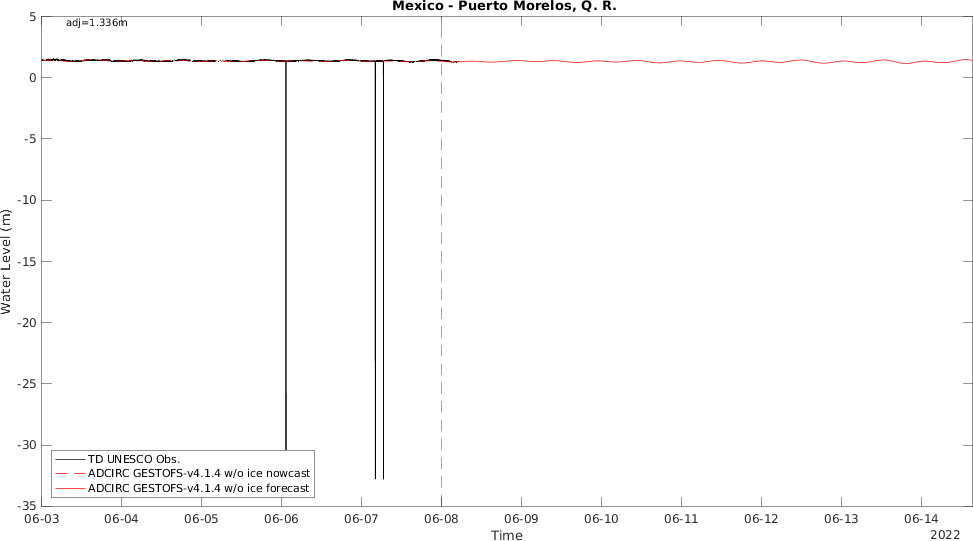 Mexico - Puerto Morelos, Q. R.
adj=1.336m
5
0
-5
-10
-15
-20
-25
-30
-35
Water Level (m)
TD UNESCO Obs.
ADCIRC GESTOFS-v4.1.4 w/o ice nowcast
ADCIRC GESTOFS-v4.1.4 w/o ice forecast
06-03 06-04 06-05 06-06 06-07 06-08 06-09 06-10 06-11 06-12 06-13 06-14
Time
2022